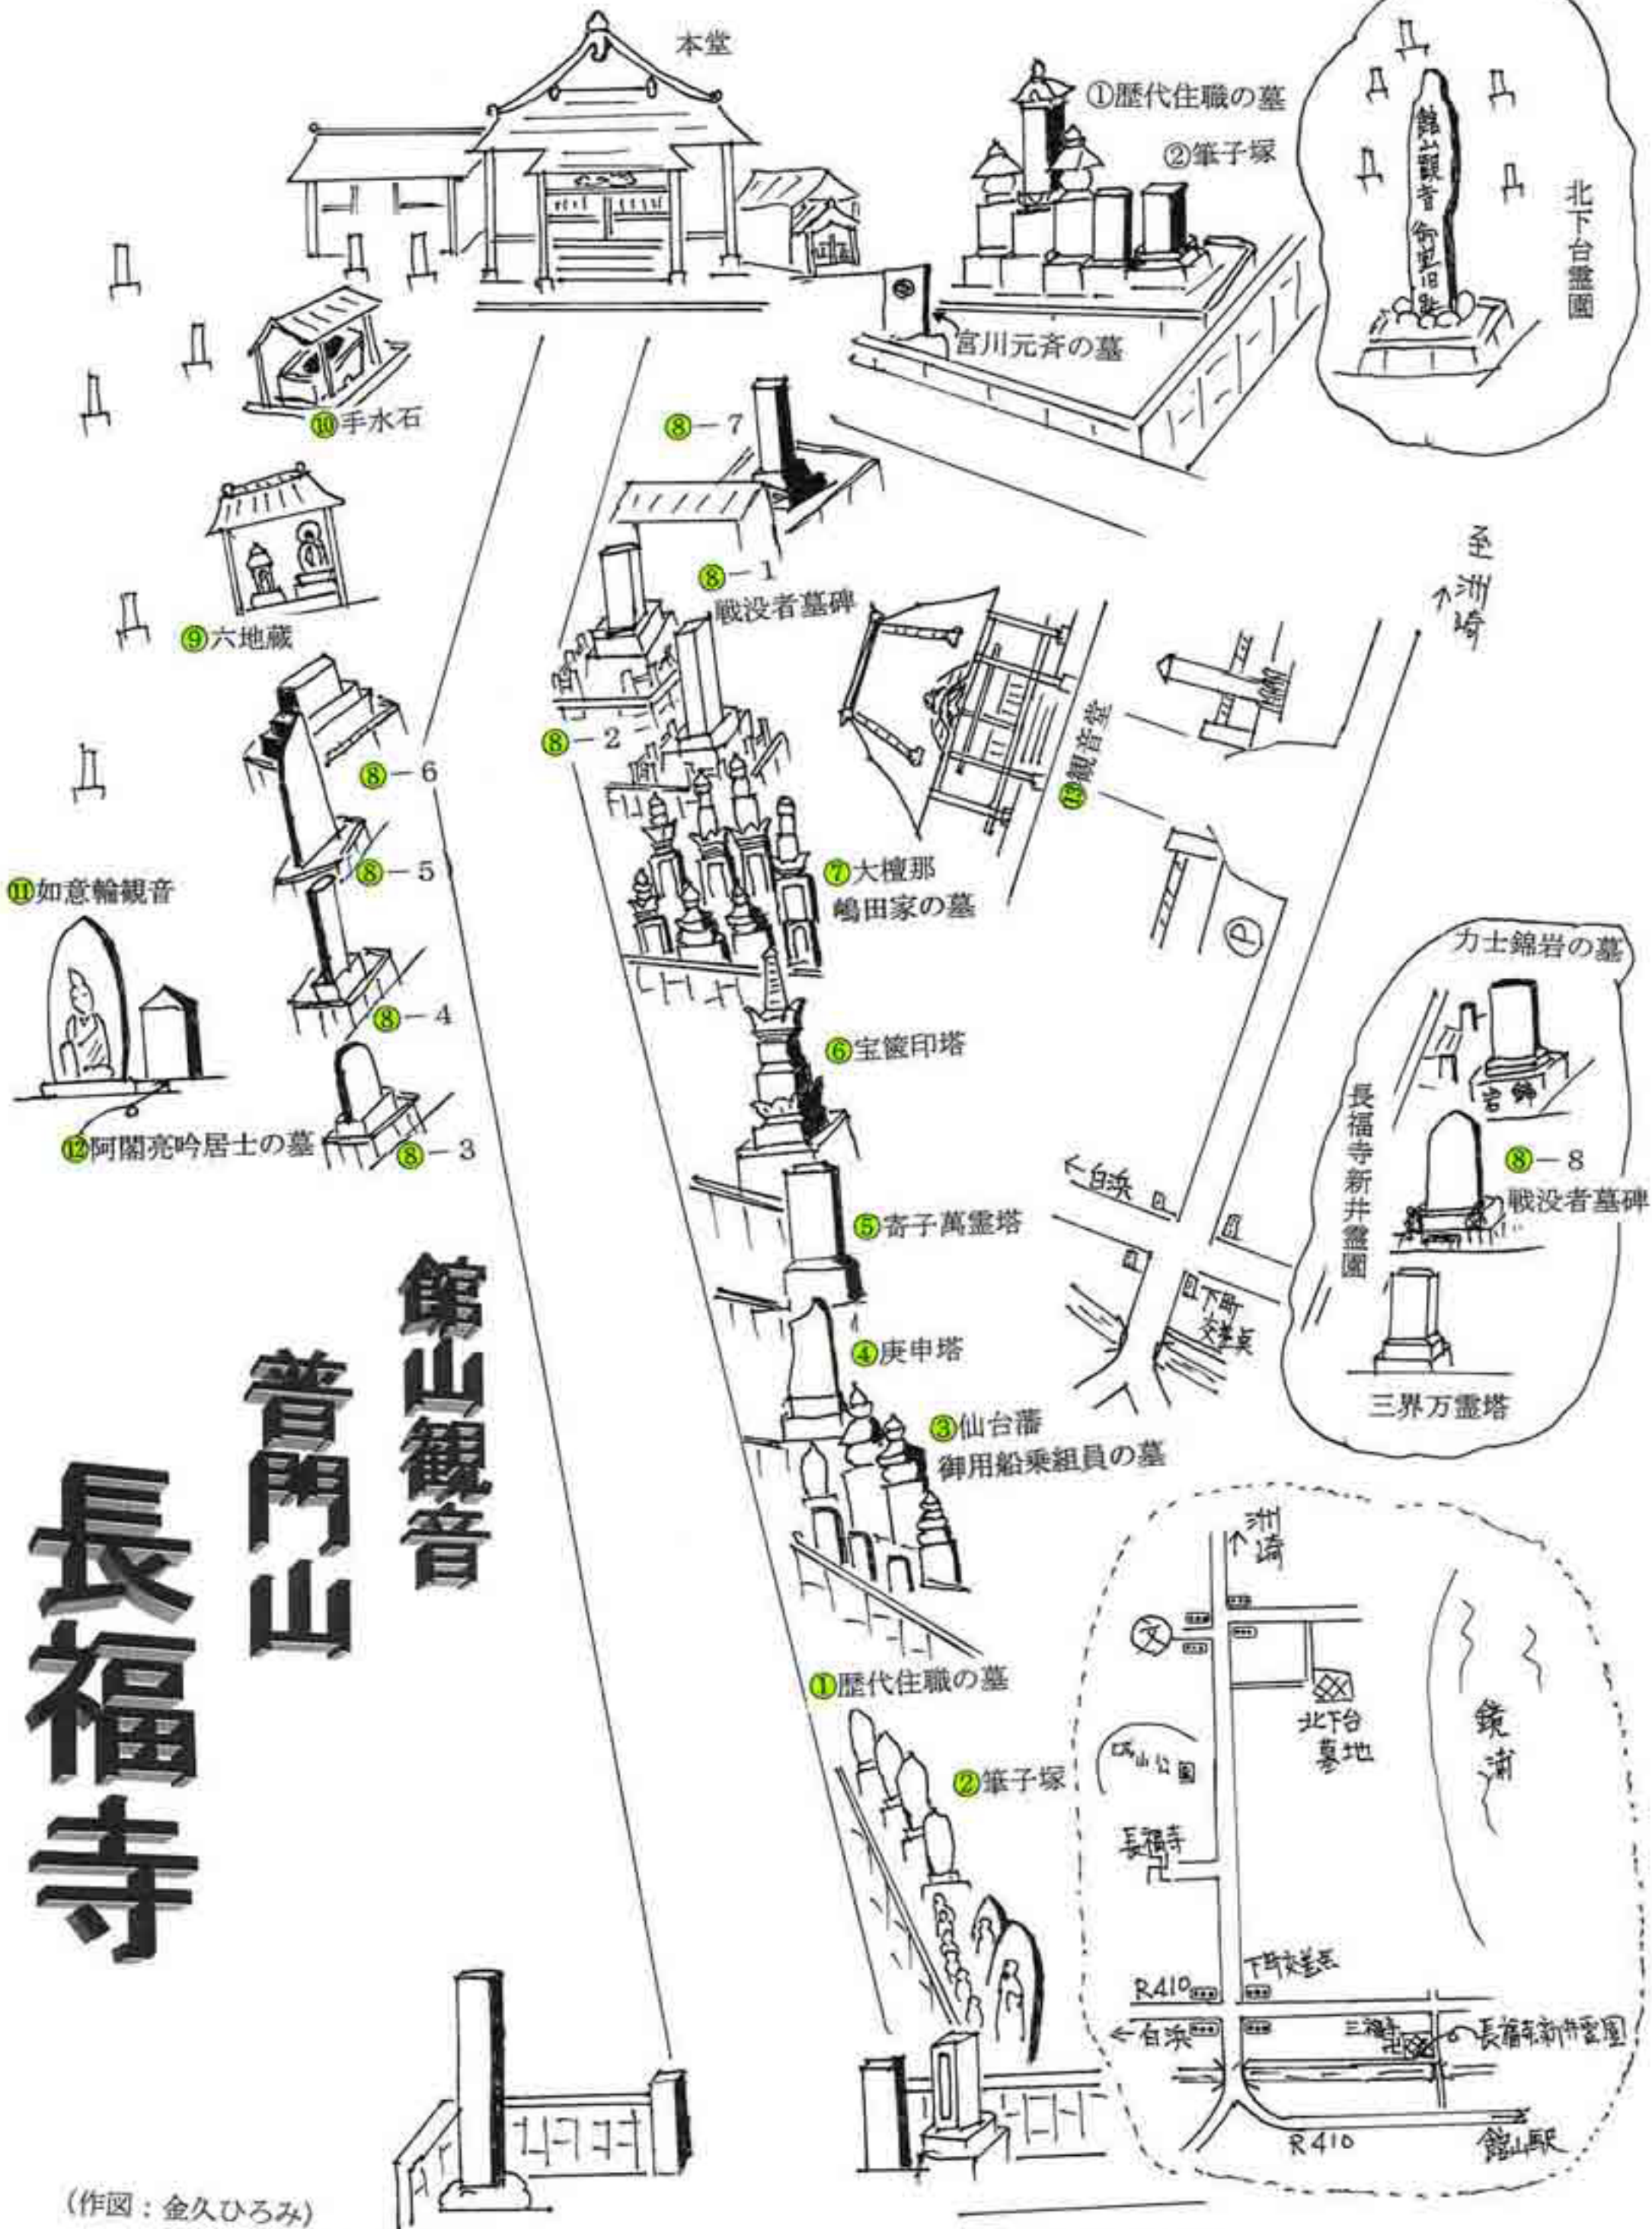 本堂
①歴代住職の墓
②筆子塚
宮川元斉の墓
館山観音御堂旧跡
北下台霊園
⑩手水石
⑧－7
⑧－1
戦没者墓碑
⑨六地蔵
⑧－2
⑧－6
⑧－5
⑧－4
⑧－3
⑪如意輪観音
⑫阿閣亮吟居士の墓
⑬観音堂
至
洲崎
⑦大檀那
嶋田家の墓
P
⑥宝篋印塔
⑤寄子萬霊塔
④庚申塔
③仙台藩
御用船乗組員の墓
①歴代住職の墓
②筆子塚
←白浜
下町
交差点
力士錦岩の墓
岩錦
⑧－8
戦没者墓碑
長福寺新井霊園
三界万霊塔
館山観音
普門山
長福寺
洲崎
文
北下台
墓地
城山公園
鏡浦
長福寺
下町交差点
R410
←白浜
三福寺
長福寺新井霊園
R410
館山駅
(作図：金久ひろみ)